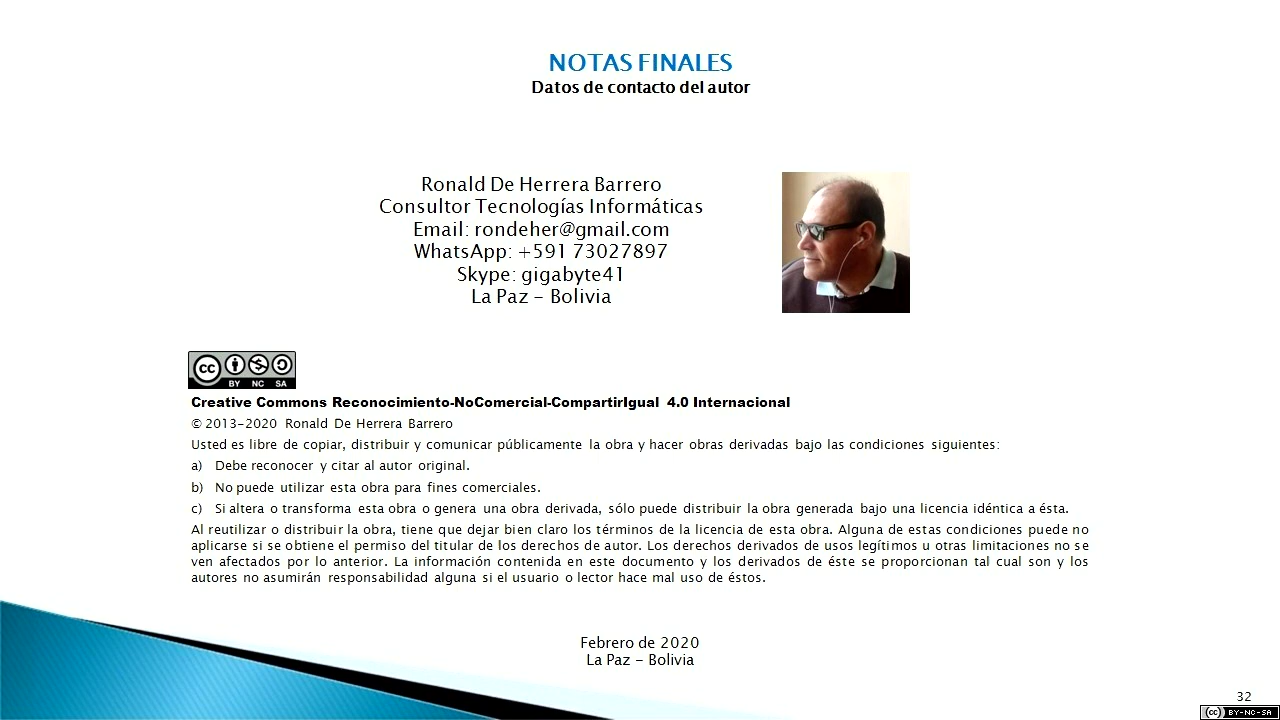 NOTAS FINALES
Datos de contacto del autor
Ronald De Herrera Barrero
Consultor Tecnologías Informáticas
Email: rondeher@gmail.com
WhatsApp: +591 73027897
Skype: gigabyte41
La Paz - Bolivia
cc
BY NC SA
Creative Commons Reconocimiento-NoComercial-CompartirIgual 4.0 Internacional
© 2013-2020 Ronald De Herrera Barrero
Usted es libre de copiar, distribuir y comunicar públicamente la obra y hacer obras derivadas bajo las condiciones siguientes:
a) Debe reconocer y citar al autor original.
b) No puede utilizar esta obra para fines comerciales.
c) Si altera o transforma esta obra o genera una obra derivada, sólo puede distribuir la obra generada bajo una licencia idéntica a ésta.
Al reutilizar o distribuir la obra, tiene que dejar bien claro los términos de la licencia de esta obra. Alguna de estas condiciones puede no
aplicarse si se obtiene el permiso del titular de los derechos de autor. Los derechos derivados de usos legítimos u otras limitaciones no se
ven afectados por lo anterior. La información contenida en este documento y los derivados de éste se proporcionan tal cual son y los
autores no asumirán responsabilidad alguna si el usuario o lector hace mal uso de éstos.
Febrero de 2020
La Paz - Bolivia
32
cc BY-NC-SA